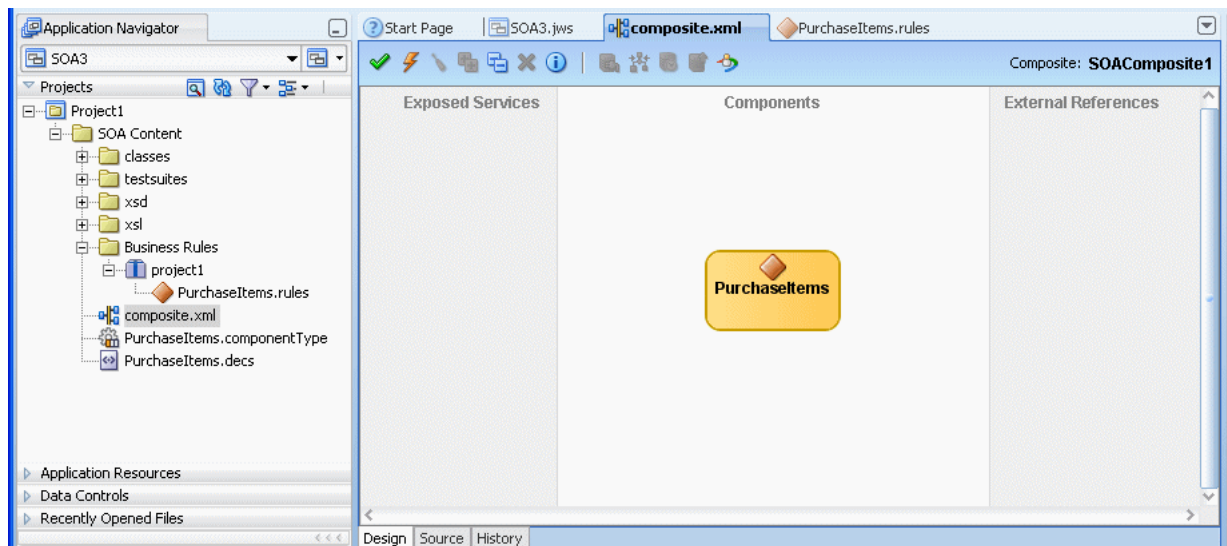 Application Navigator
SOA3
Projects
Project1
SOA Content
classes
testsuites
xsd
xsl
Business Rules
project1
PurchaseItems.rules
composite.xml
PurchaseItems.componentType
PurchaseItems.decs
Application Resources
Data Controls
Recently Opened Files
Start Page
SOA3.jws
composite.xml
PurchaseItems.rules
Composite: SOAComposite1
Exposed Services
Components
External References
PurchaseItems
Design
Source
History